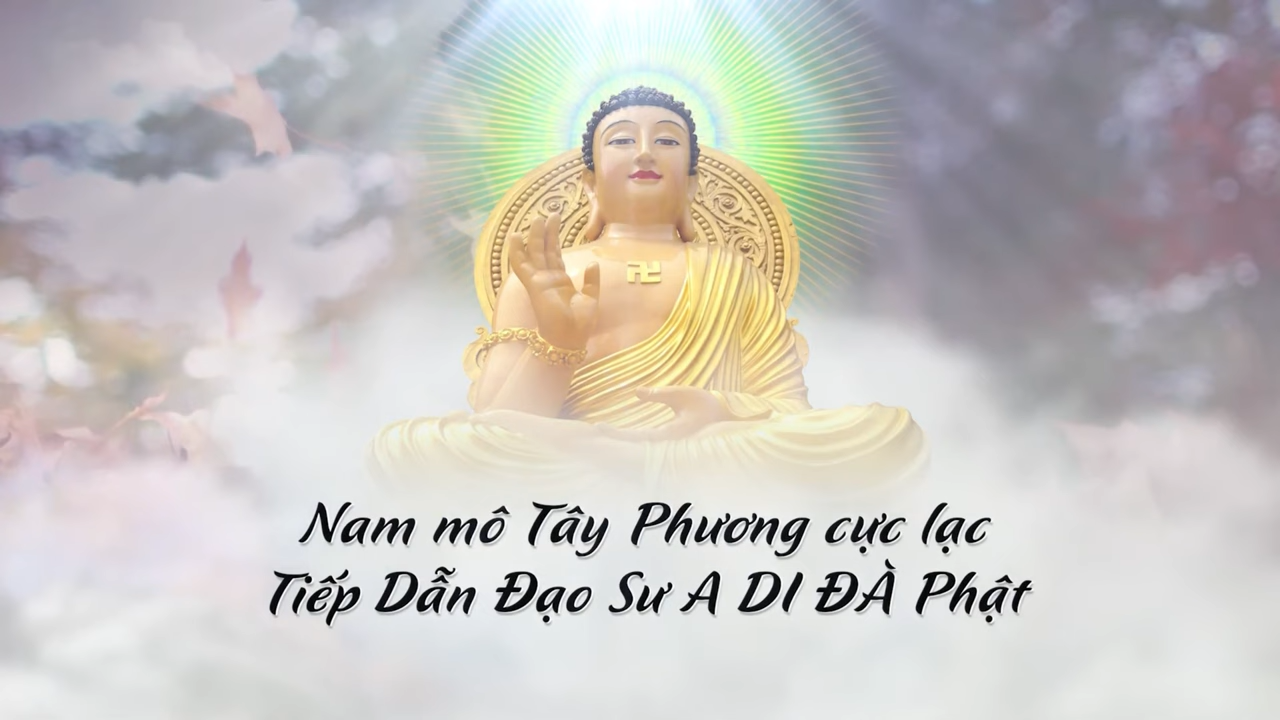 Nam mô Tây Phương cực lạc
Tiếp Dẫn Đạo Sư A DI ĐÀ Phật